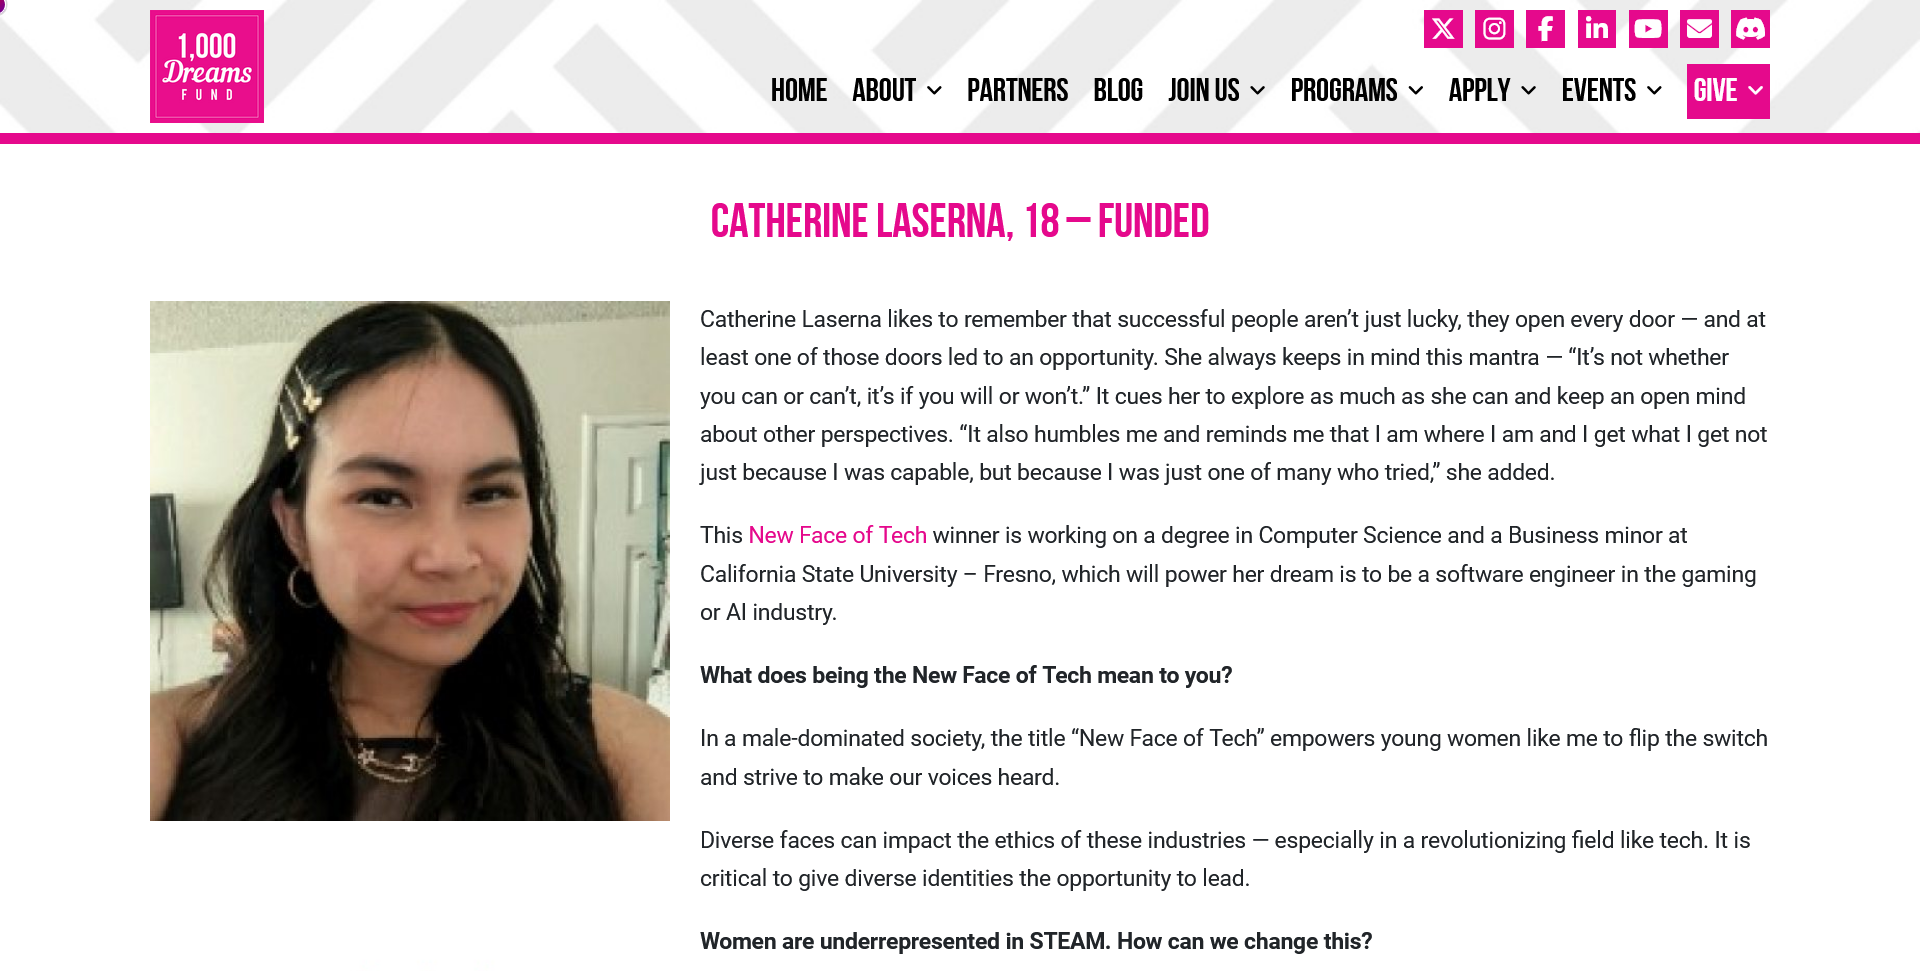 1,000
Dreams
FUND
HOME ABOUT PARTNERS BLOG JOIN US PROGRAMS APPLY EVENTS GIVE
CATHERINE LASERNA, 18 — FUNDED
Catherine Laserna likes to remember that successful people aren’t just lucky, they open every door — and at
least one of those doors led to an opportunity. She always keeps in mind this mantra — “It’s not whether
you can or can’t, it’s if you will or won’t.” It cues her to explore as much as she can and keep an open mind
about other perspectives. “It also humbles me and reminds me that I am where I am and I get what I get not
just because I was capable, but because I was just one of many who tried,” she added.
This New Face of Tech winner is working on a degree in Computer Science and a Business minor at
California State University – Fresno, which will power her dream is to be a software engineer in the gaming
or AI industry.
What does being the New Face of Tech mean to you?
In a male-dominated society, the title “New Face of Tech” empowers young women like me to flip the switch
and strive to make our voices heard.
Diverse faces can impact the ethics of these industries — especially in a revolutionizing field like tech. It is
critical to give diverse identities the opportunity to lead.
Women are underrepresented in STEAM. How can we change this?